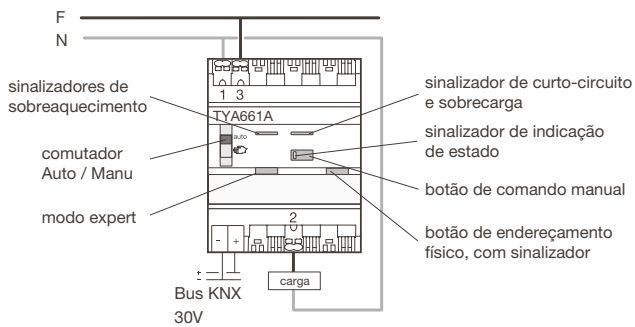 F
N
1 3
TYA661A
auto
sinalizadores de
sobreaquecimento
comutador
Auto / Manu
modo expert
sinalizador de curto-circuito
e sobrecarga
sinalizador de indicação
de estado
botão de comando manual
botão de endereçamento
físico, com sinalizador
2
- +
carga
Bus KNX
30V